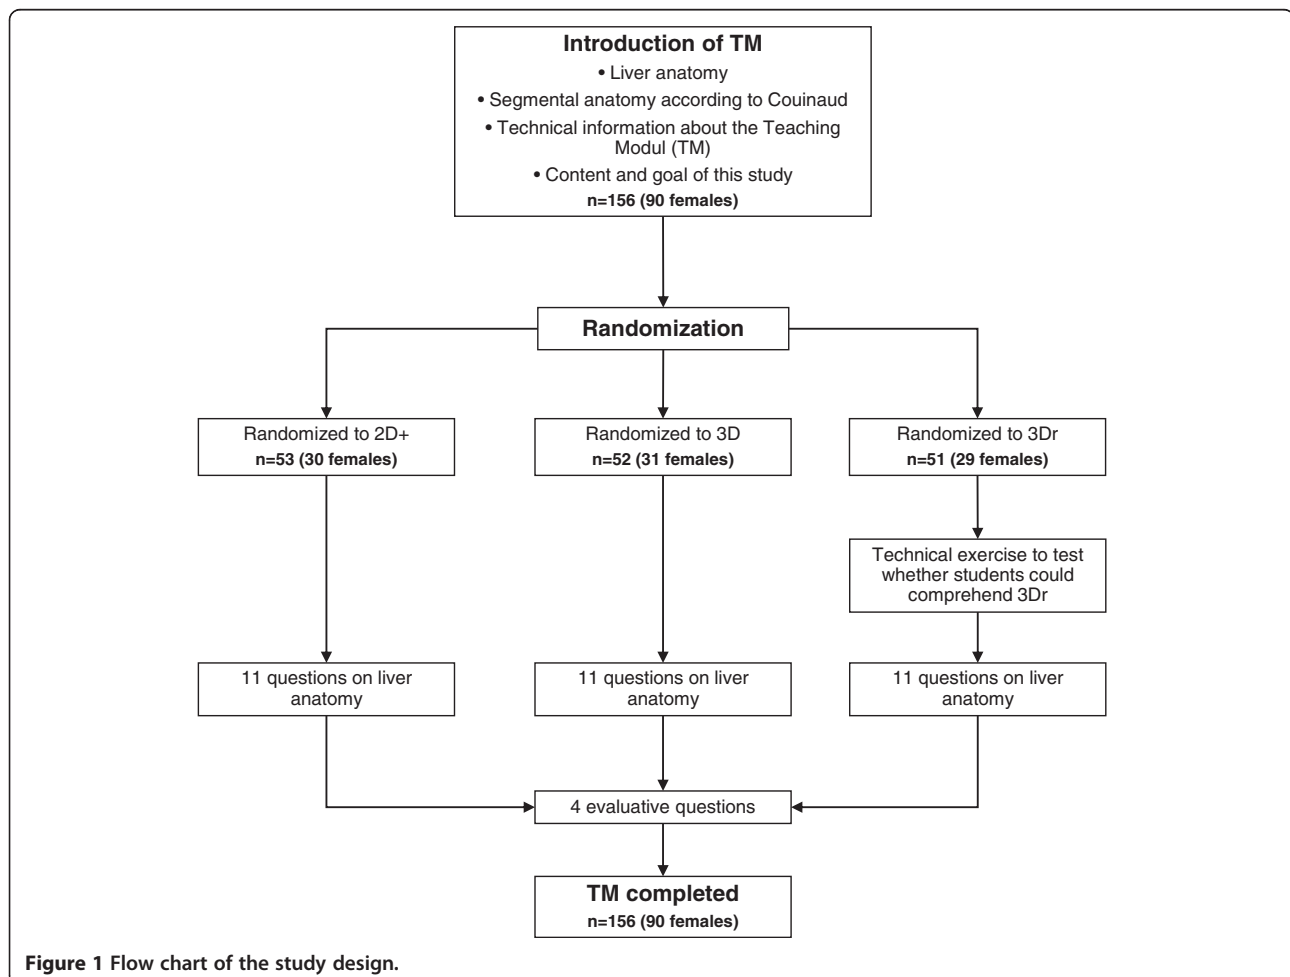 Introduction of TM
• Liver anatomy
• Segmental anatomy according to Couinaud
• Technical information about the Teaching
Modul (TM)
• Content and goal of this study
n=156 (90 females)
Randomization
Randomized to 2D+
n=53 (30 females)
Randomized to 3D
n=52 (31 females)
Randomized to 3Dr
n=51 (29 females)
Technical exercise to test
whether students could
comprehend 3Dr
11 questions on liver
anatomy
11 questions on liver
anatomy
11 questions on liver
anatomy
4 evaluative questions
TM completed
n=156 (90 females)
Figure 1 Flow chart of the study design.